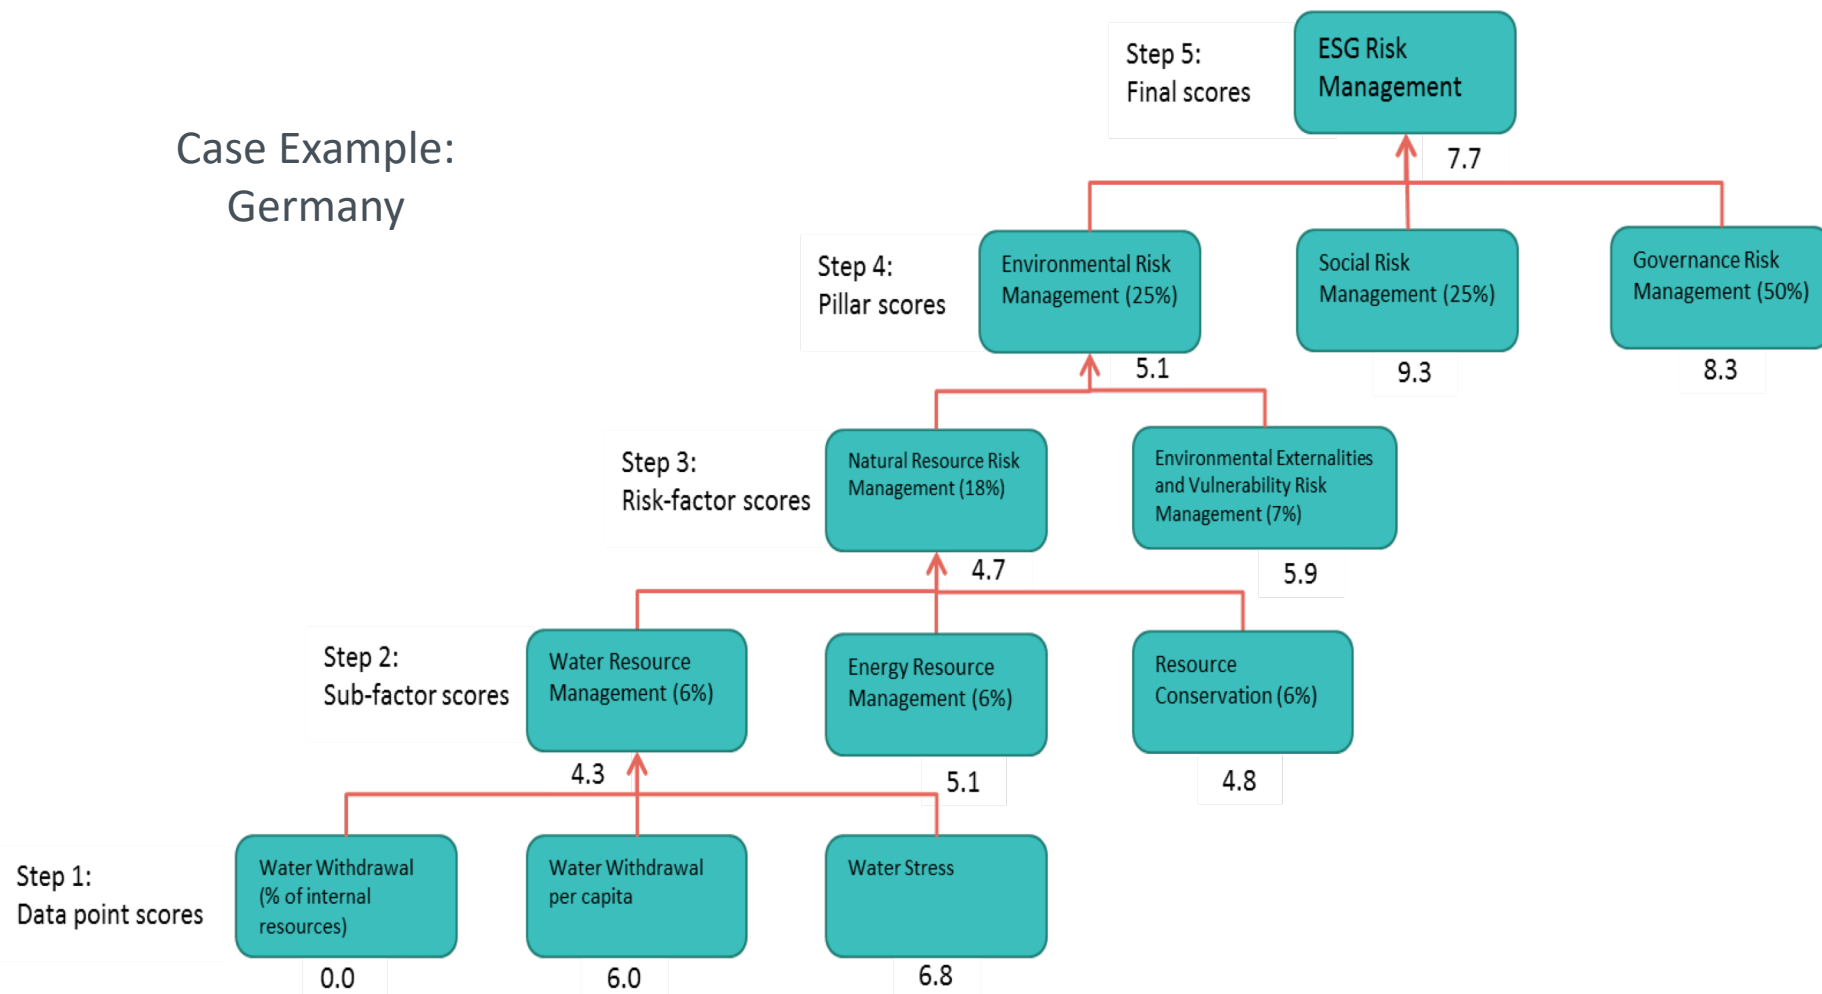 Case Example:
Germany
Step 5:
Final scores
ESG Risk
Management
7.7
Step 4:
Pillar scores
Environmental Risk
Management (25%)
5.1
Social Risk
Management (25%)
9.3
Governance Risk
Management (50%)
8.3
Step 3:
Risk-factor scores
Natural Resource Risk
Management (18%)
4.7
Environmental Externalities
and Vulnerability Risk
Management (7%)
5.9
Step 2:
Sub-factor scores
Water Resource
Management (6%)
4.3
Energy Resource
Management (6%)
5.1
Resource
Conservation (6%)
4.8
Step 1:
Data point scores
Water Withdrawal
(% of internal
resources)
0.0
Water Withdrawal
per capita
6.0
Water Stress
6.8